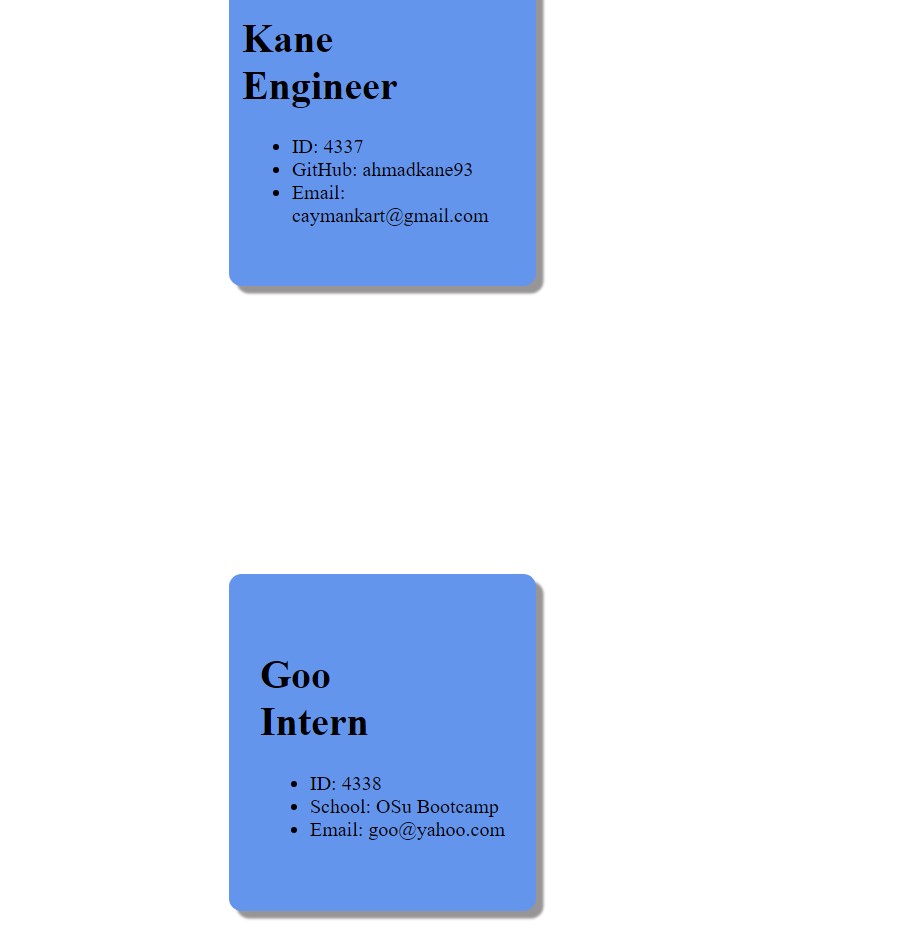 Kane
Engineer
• ID: 4337
• GitHub: ahmadkane93
• Email:
caymankart@gmail.com
Goo
Intern
• ID: 4338
• School: OSu Bootcamp
• Email: goo@yahoo.com